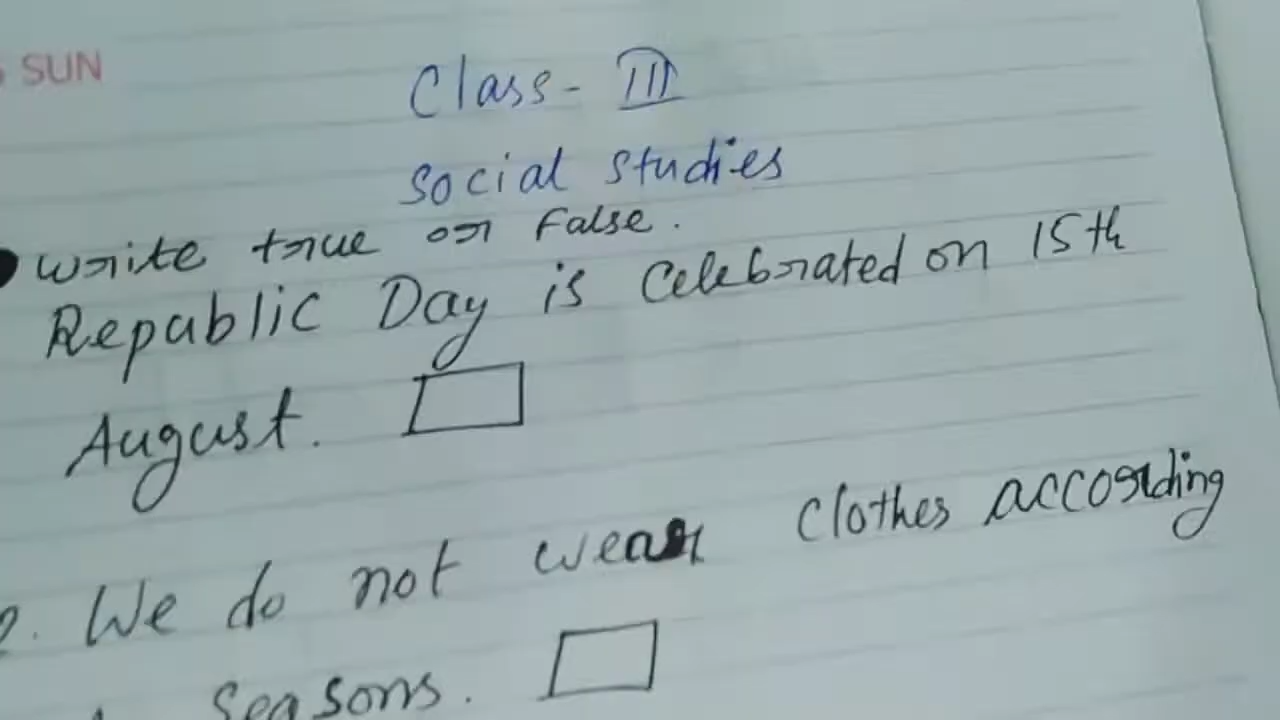 SUN
Class - III
Social Studies
Write true or False.
Republic Day is Celebrated on 15th
August.
2. We do not wear clothes according
Seasons.